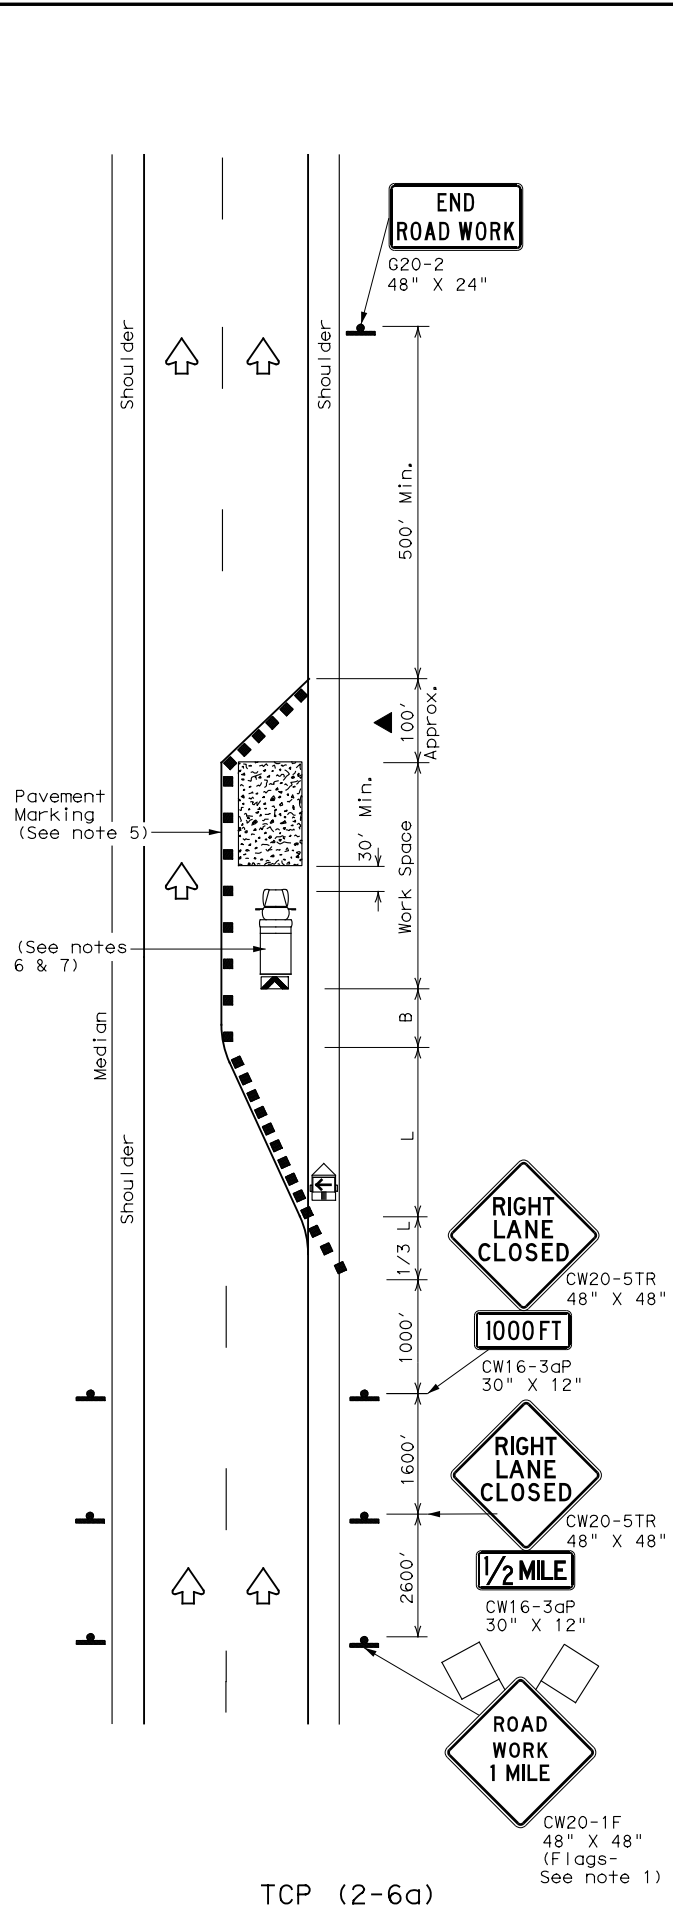 END
ROAD WORK
G20-2
48" X 24"
Shoulder
Shoulder
500' Min.
100'
Approx.
Pavement
Marking
(See note 5)
30' Min.
Work Space
(See notes
6 & 7)
B
Median
L
Shoulder
RIGHT
LANE
CLOSED
1/3 L
CW20-5TR
48" X 48"
1000 FT
1000'
CW16-3aP
30" X 12"
RIGHT
LANE
CLOSED
1600'
CW20-5TR
48" X 48"
1/2 MILE
2600'
CW16-3aP
30" X 12"
ROAD
WORK
1 MILE
CW20-1F
48" X 48"
(Flags-
See note 1)
TCP (2-6a)